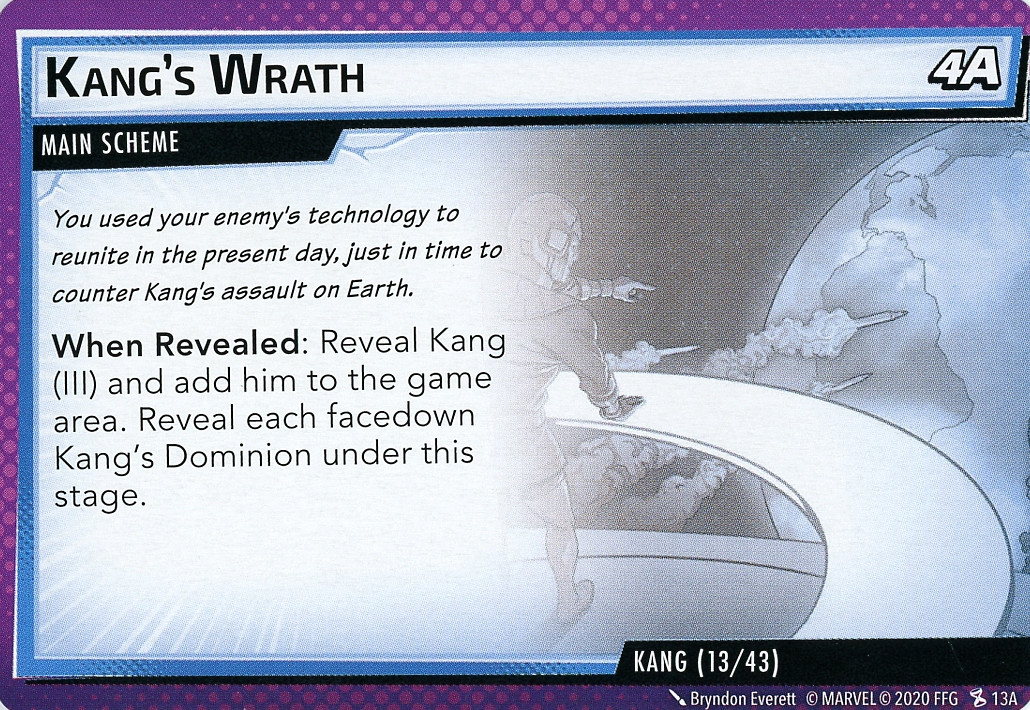 Kang's Wrath
4A
MAIN SCHEME
You used your enemy's technology to
reunite in the present day, just in time to
counter Kang's assault on Earth.
When Revealed: Reveal Kang
(III) and add him to the game
area. Reveal each facedown
Kang's Dominion under this
stage.
KANG (13/43)
Bryndon Everett © MARVEL © 2020 FFG 13A